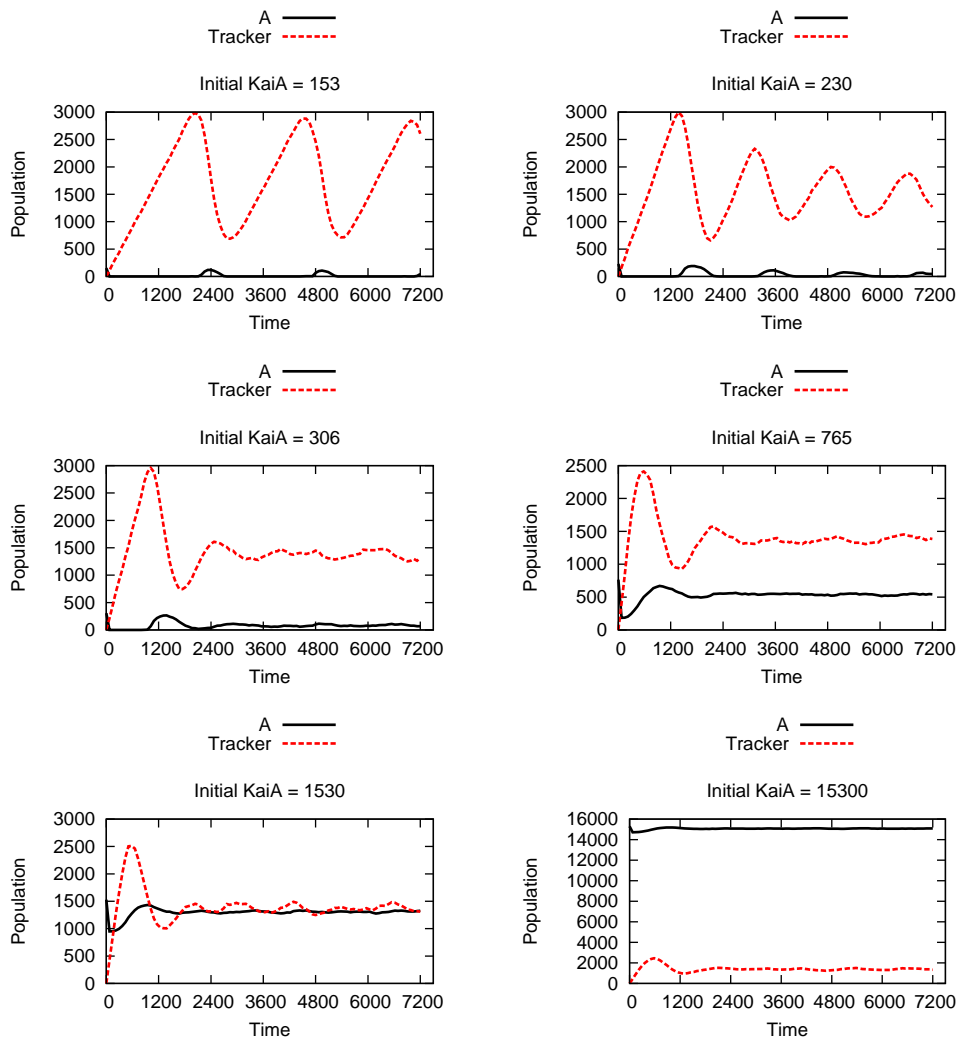 A
Tracker
A
Tracker
Initial KaiA = 153
Initial KaiA = 230
Population
3000
2500
2000
1500
1000
500
0
0 1200 2400 3600 4800 6000 7200
Time
Population
3000
2500
2000
1500
1000
500
0
0 1200 2400 3600 4800 6000 7200
Time
A
Tracker
A
Tracker
Initial KaiA = 306
Initial KaiA = 765
Population
3000
2500
2000
1500
1000
500
0
0 1200 2400 3600 4800 6000 7200
Time
Population
2500
2000
1500
1000
500
0
0 1200 2400 3600 4800 6000 7200
Time
A
Tracker
A
Tracker
Initial KaiA = 1530
Initial KaiA = 15300
Population
3000
2500
2000
1500
1000
500
0
0 1200 2400 3600 4800 6000 7200
Time
Population
16000
14000
12000
10000
8000
6000
4000
2000
0
0 1200 2400 3600 4800 6000 7200
Time